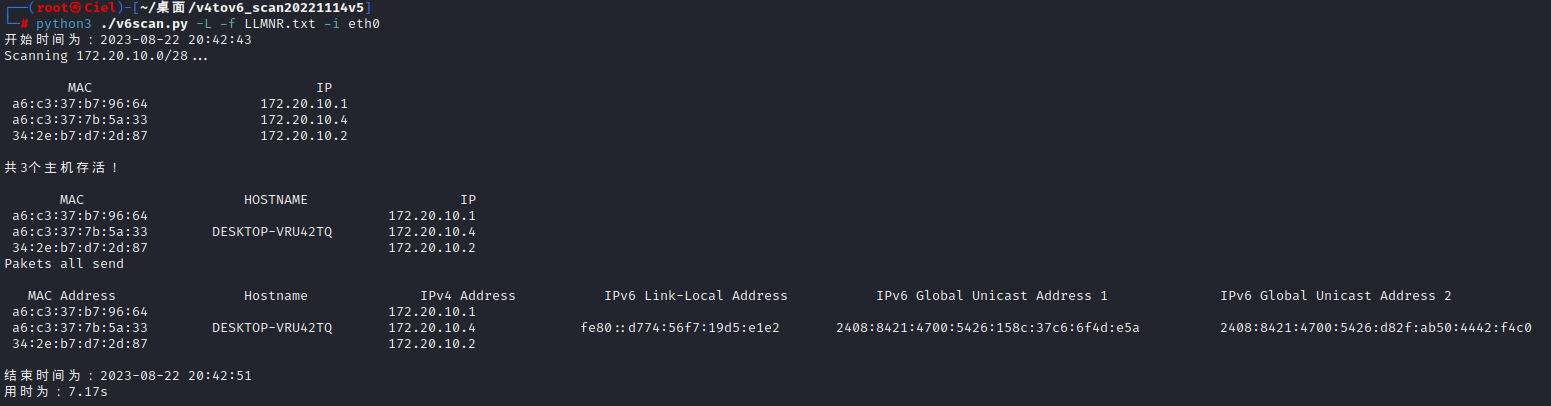 ┌──(root㉿Ciel)-[~/桌面/v4tov6_scan20221114v5]
└─# python3 ./v6scan.py -L -f LLMNR.txt -i eth0
开始时间为：2023-08-22 20:42:43
Scanning 172.20.10.0/28...
MAC IP
a6:c3:37:b7:96:64 172.20.10.1
a6:c3:37:7b:5a:33 172.20.10.4
34:2e:b7:d7:2d:87 172.20.10.2
共3个主机存活！
MAC HOSTNAME IP
a6:c3:37:b7:96:64 172.20.10.1
a6:c3:37:7b:5a:33 DESKTOP-VRU42TQ 172.20.10.4
34:2e:b7:d7:2d:87 172.20.10.2
Pakets all send
MAC Address Hostname IPv4 Address IPv6 Link-Local Address IPv6 Global Unicast Address 1 IPv6 Global Unicast Address 2
a6:c3:37:b7:96:64 172.20.10.1
a6:c3:37:7b:5a:33 DESKTOP-VRU42TQ 172.20.10.4 fe80::d774:56f7:19d5:e1e2 2408:8421:4700:5426:158c:37c6:6f4d:e5a 2408:8421:4700:5426:d82f:ab50:4442:f4c0
34:2e:b7:d7:2d:87 172.20.10.2
结束时间为：2023-08-22 20:42:51
用时为：7.17s